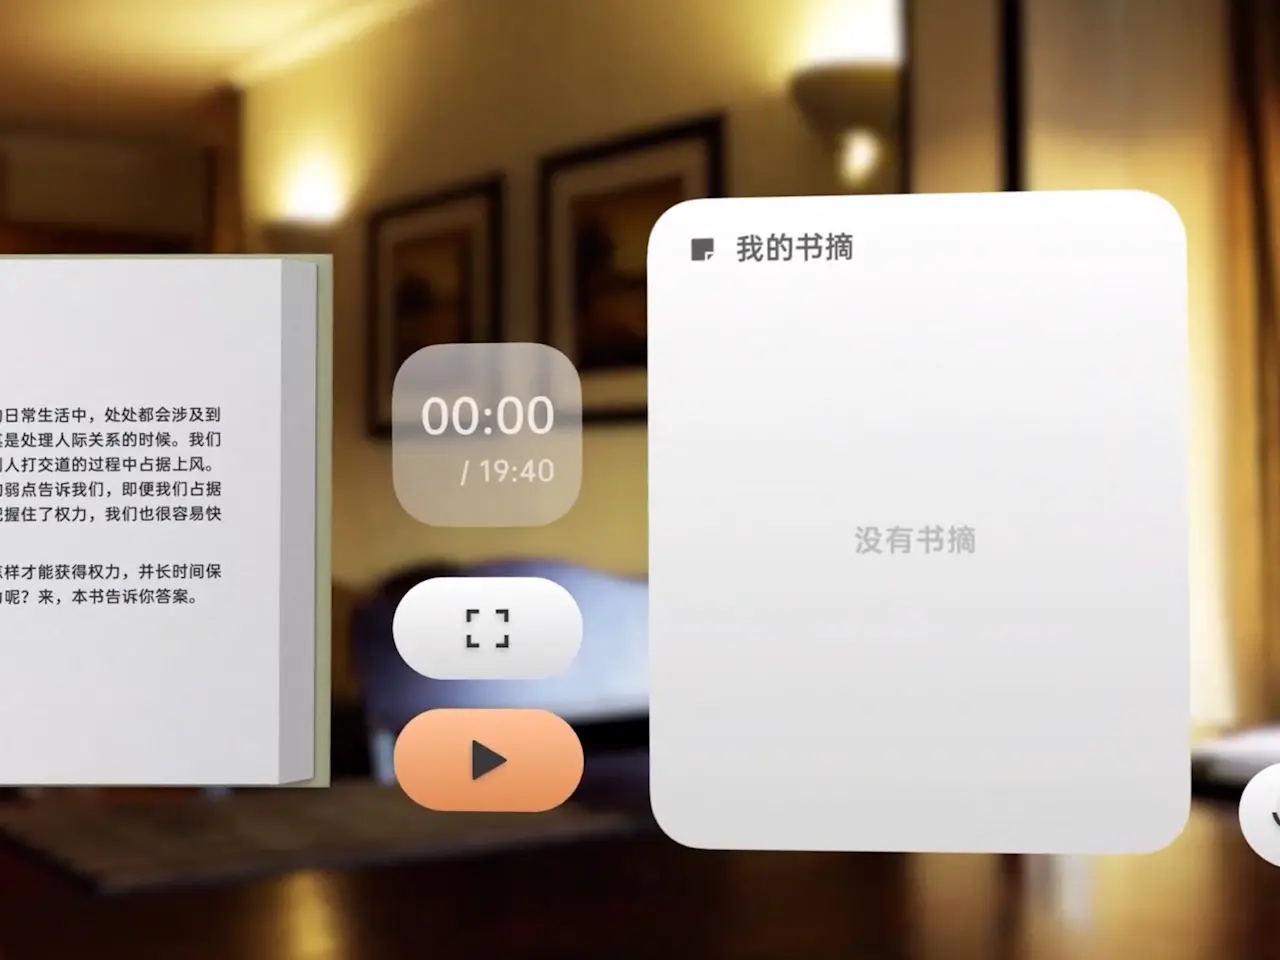 日常生活中，处处都会涉及到
是处理人际关系的时候。我们
人打交道的过程中占据上风。
弱点告诉我们，即便我们占据
握住了权力，我们也很容易快
样才能获得权力，并长时间保
呢？来，本书告诉你答案。
00:00
/ 19:40
我的书摘
没有书摘